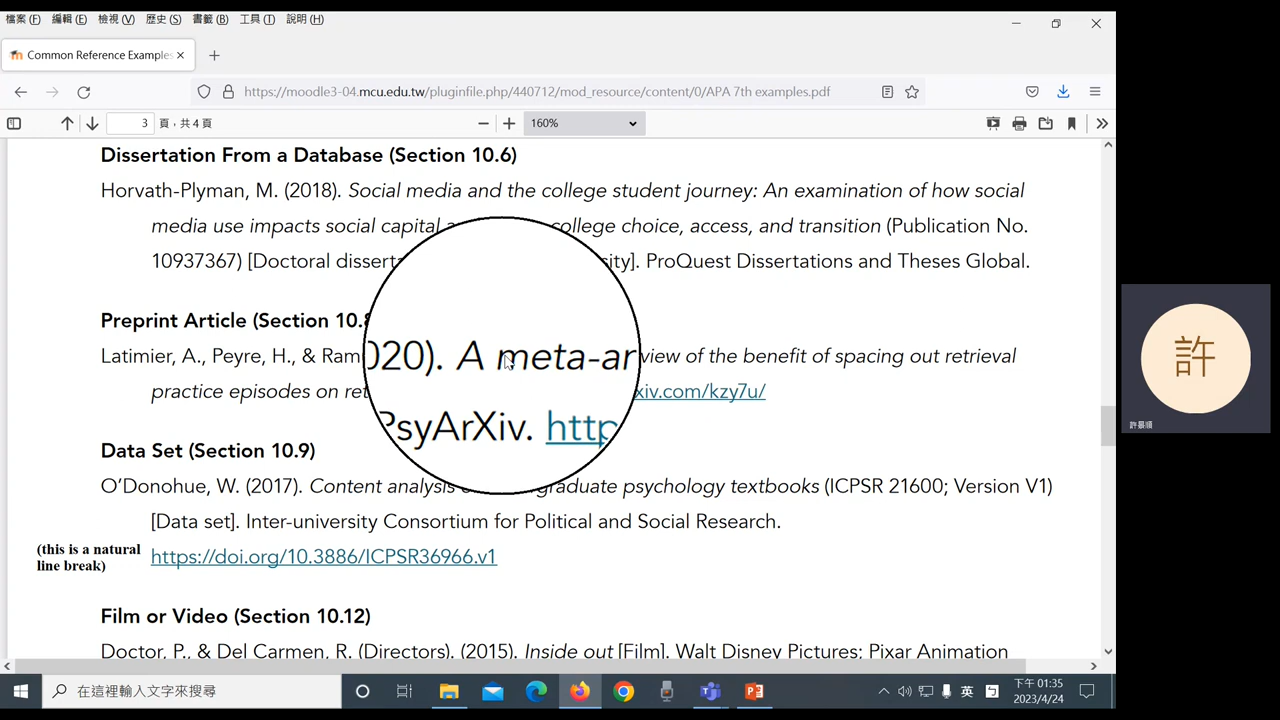 檔案 (F) 編輯 (E) 檢視 (V) 歷史 (S) 書籤 (B) 工具 (T) 說明 (H)
Common Reference Examples
https://moodle3-04.mcu.edu.tw/pluginfile.php/440712/mod_resource/content/0/APA 7th examples.pdf
3 頁，共 4 頁 160%
Dissertation From a Database (Section 10.6)
Horvath-Plyman, M. (2018). Social media and the college student journey: An examination of how social
media use impacts social capital college choice, access, and transition (Publication No.
10937367) [Doctoral disserta ity]. ProQuest Dissertations and Theses Global.
Preprint Article (Section 10.8
Latimier, A., Peyre, H., & Ram 020). A meta-an view of the benefit of spacing out retrieval
practice episodes on ret xiv.com/kzy7u/
PsyArXiv. http
Data Set (Section 10.9)
O'Donohue, W. (2017). Content analysis graduate psychology textbooks (ICPSR 21600; Version V1)
[Data set]. Inter-university Consortium for Political and Social Research.
(this is a natural
line break)
https://doi.org/10.3886/ICPSR36966.v1
Film or Video (Section 10.12)
Doctor, P., & Del Carmen, R. (Directors). (2015). Inside out [Film]. Walt Disney Pictures; Pixar Animation
許
許景順
在這裡輸入文字來搜尋
英
下午 01:35
2023/4/24